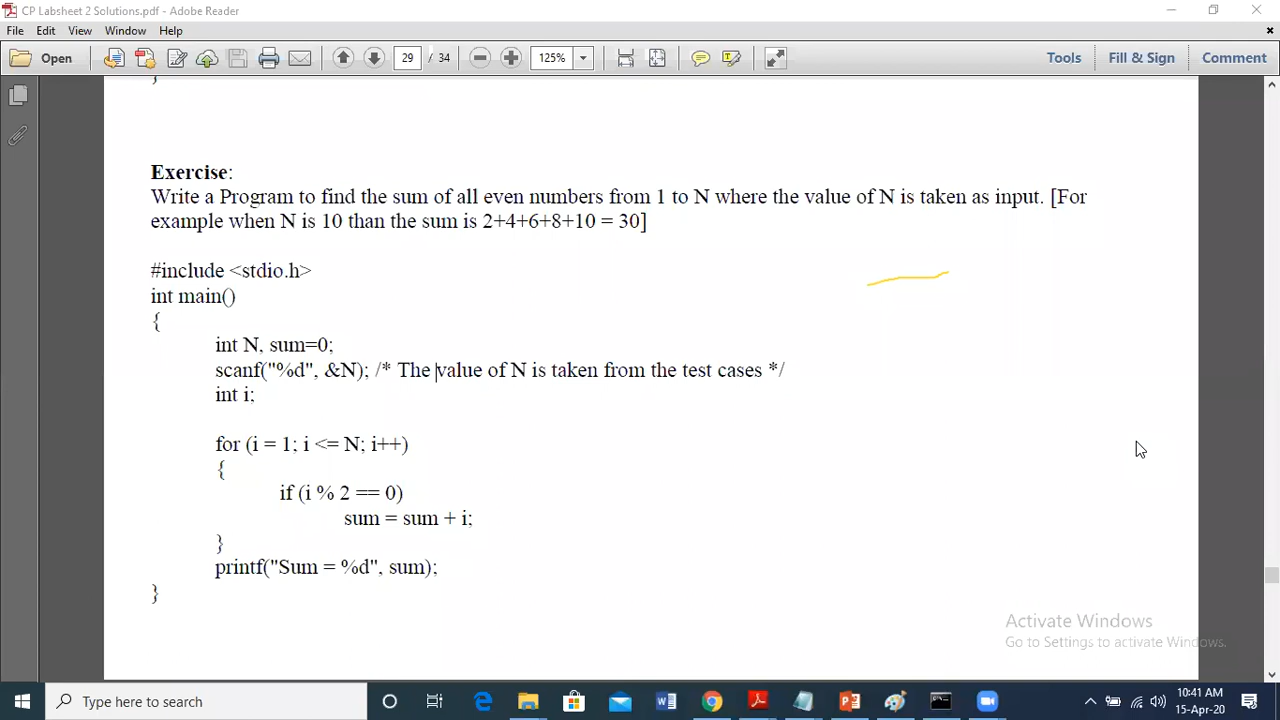 CP Labsheet 2 Solutions.pdf - Adobe Reader
File Edit View Window Help
Open 29 / 34 125% Tools Fill & Sign Comment
}
Exercise:
Write a Program to find the sum of all even numbers from 1 to N where the value of N is taken as input. [For
example when N is 10 than the sum is 2+4+6+8+10 = 30]
#include <stdio.h>
int main()
{
int N, sum=0;
scanf("%d", &N); /* The value of N is taken from the test cases */
int i;
for (i = 1; i <= N; i++)
{
if (i % 2 == 0)
sum = sum + i;
}
printf("Sum = %d", sum);
}
Activate Windows
Go to Settings to activate Windows.
Type here to search
10:41 AM
15-Apr-20